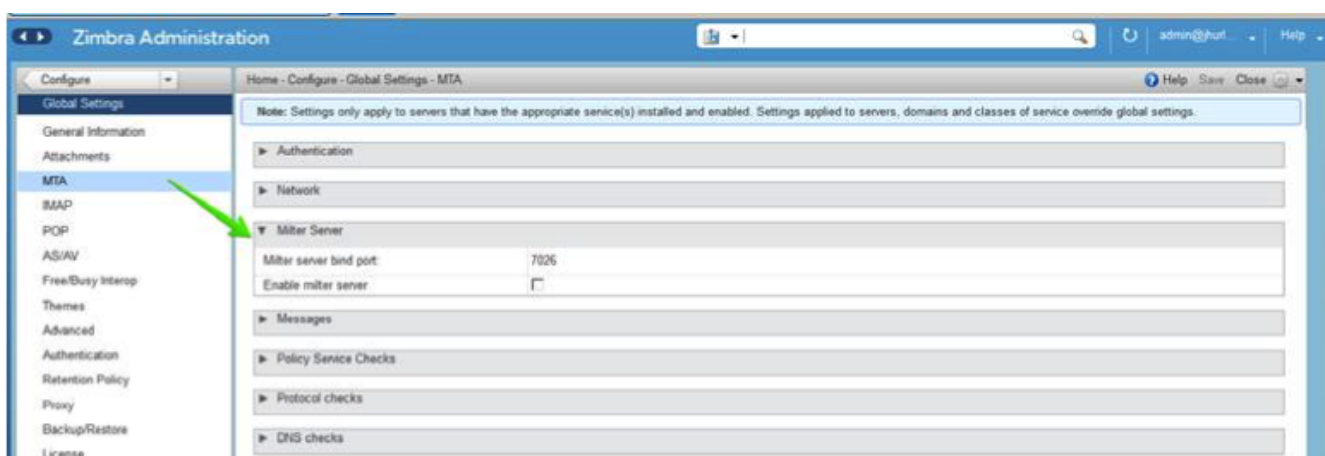 Zimbra Administration
admin@jhurl...
Help
Configure
Home - Configure - Global Settings - MTA
Help Save Close
Global Settings
Note: Settings only apply to servers that have the appropriate service(s) installed and enabled. Settings applied to servers, domains and classes of service override global settings.
General Information
Attachments
MTA
IMAP
POP
AS/AV
Free/Busy Interop
Themes
Advanced
Authentication
Retention Policy
Proxy
Backup/Restore
License
Authentication
Network
Milter Server
Milter server bind port: 7026
Enable milter server
Messages
Policy Service Checks
Protocol checks
DNS checks